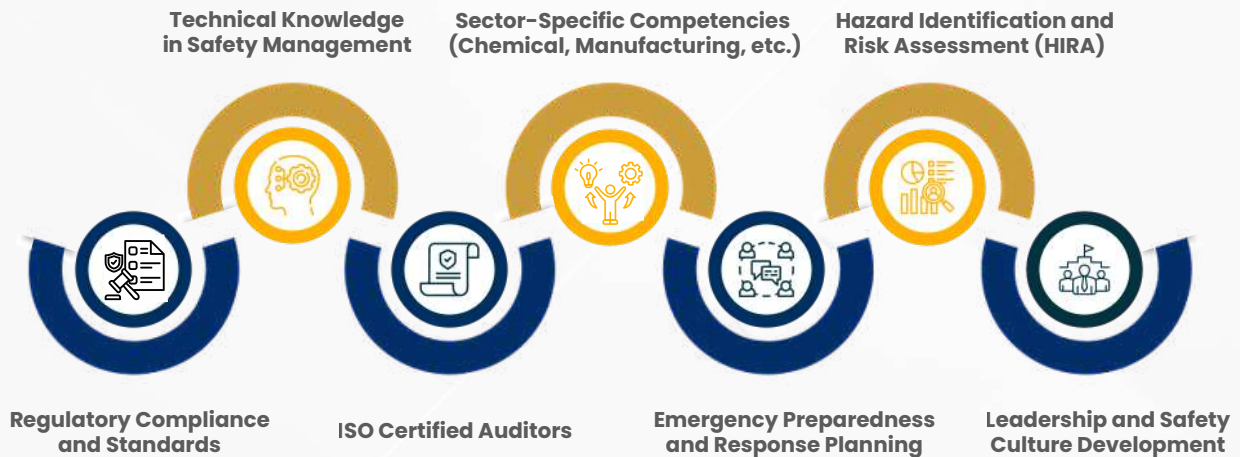 Technical Knowledge
in Safety Management
Sector-Specific Competencies
(Chemical, Manufacturing, etc.)
Hazard Identification and
Risk Assessment (HIRA)
Regulatory Compliance
and Standards
ISO Certified Auditors
Emergency Preparedness
and Response Planning
Leadership and Safety
Culture Development